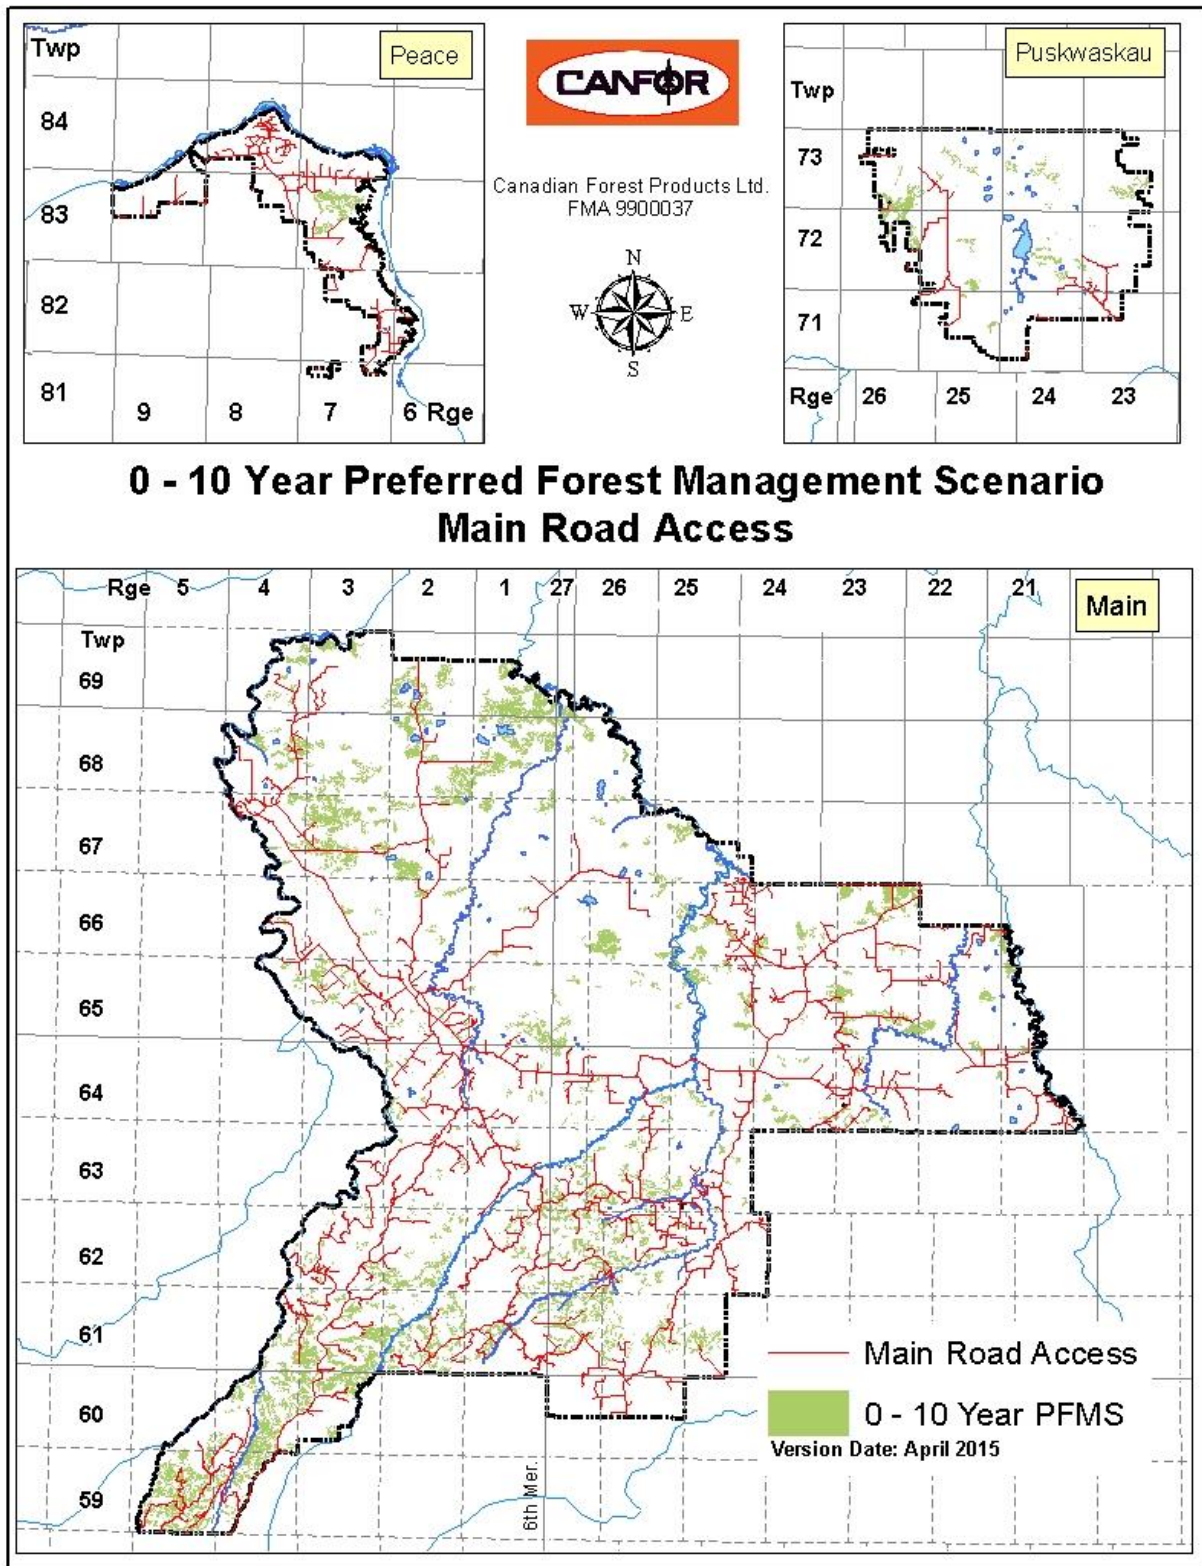 Twp
Peace
84
83
82
81
9 8 7 6 Rge
CANFOR
Canadian Forest Products Ltd.
FMA 9900037
N
W E
S
Puskwaskau
Twp
73
72
71
Rge 26 25 24 23
0 - 10 Year Preferred Forest Management Scenario
Main Road Access
Rge 5 4 3 2 1 27 26 25 24 23 22 21
Main
Twp
69
68
67
66
65
64
63
62
61
60
59
6th Mer.
Main Road Access
0 - 10 Year PFMS
Version Date: April 2015